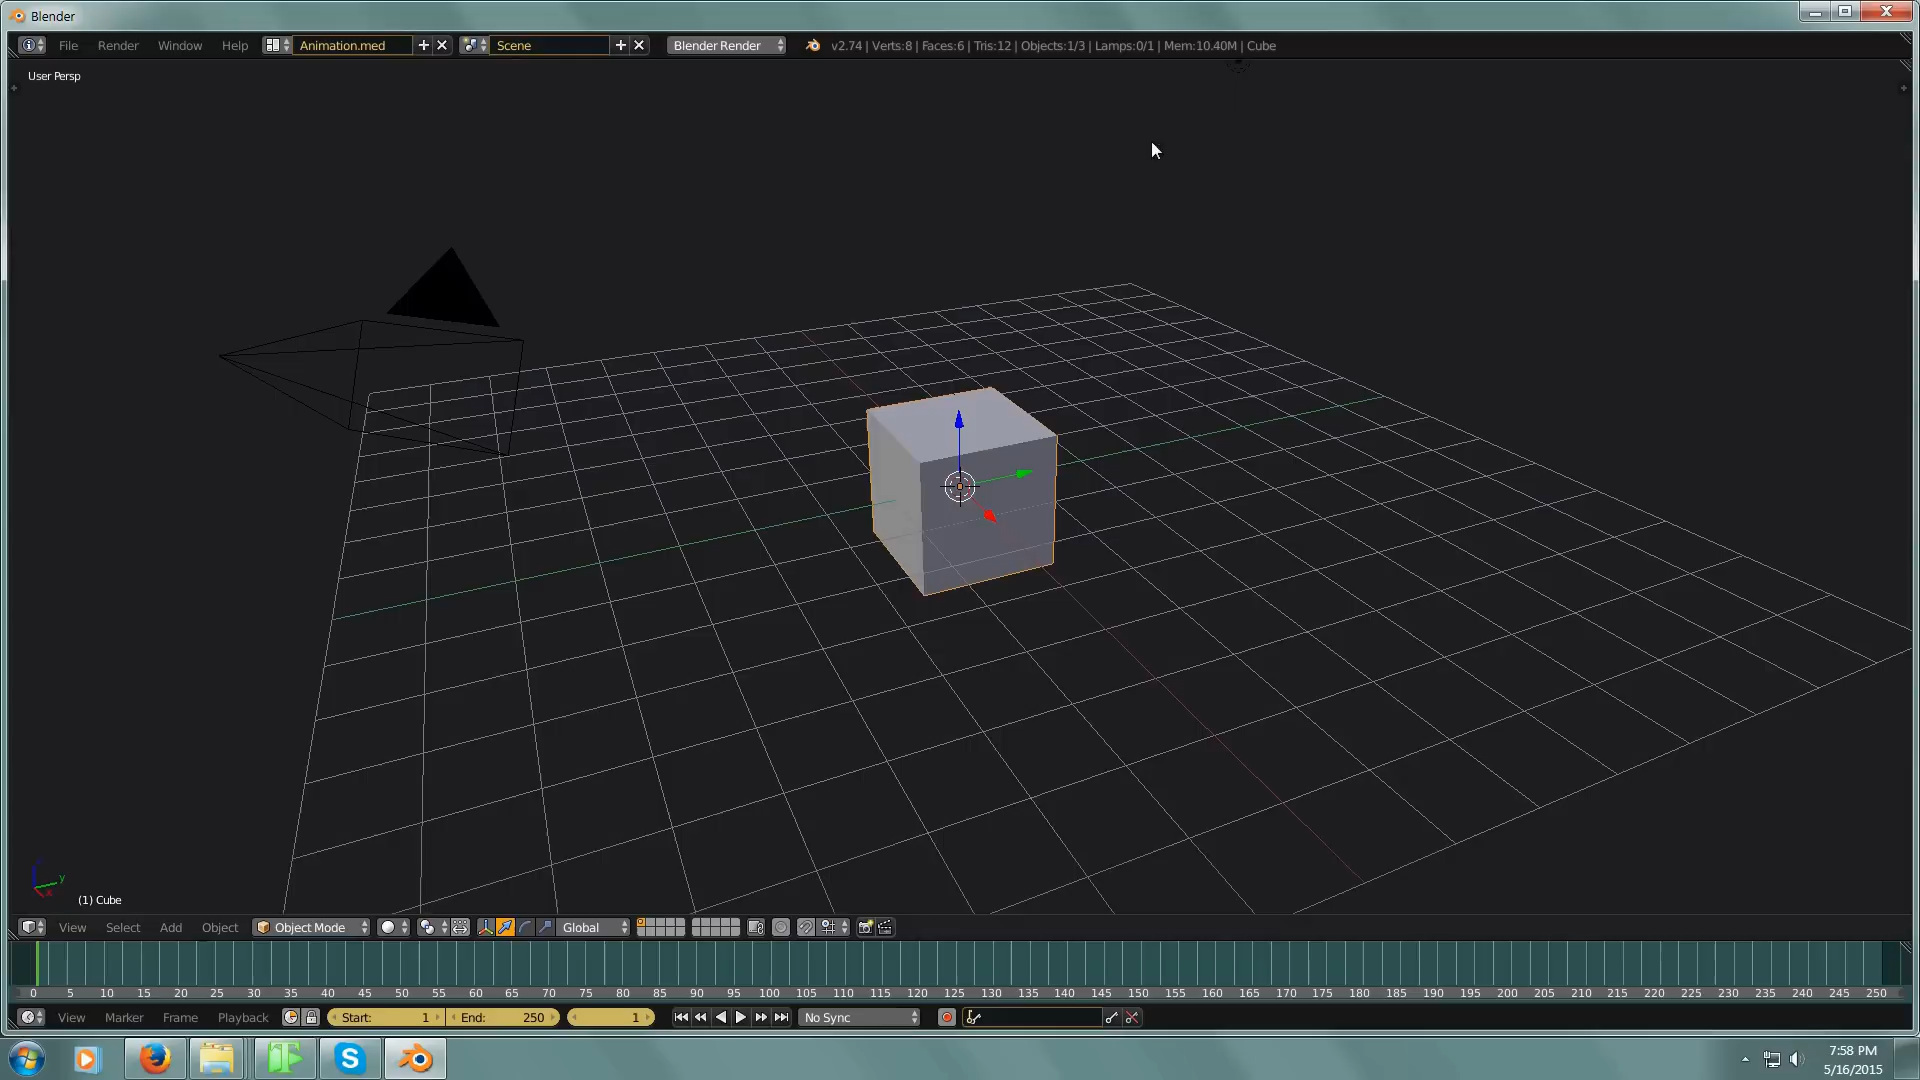 Blender
File Render Window Help Animation.med Scene Blender Render v2.74 | Verts:8 | Faces:6 | Tris:12 | Objects:1/3 | Lamps:0/1 | Mem:10.40M | Cube
User Persp
y
x
(1) Cube
View Select Add Object Object Mode Global
0 5 10 15 20 25 30 35 40 45 50 55 60 65 70 75 80 85 90 95 100 105 110 115 120 125 130 135 140 145 150 155 160 165 170 175 180 185 190 195 200 205 210 215 220 225 230 235 240 245 250
View Marker Frame Playback Start: 1 End: 250 1 No Sync
7:58 PM
5/16/2015